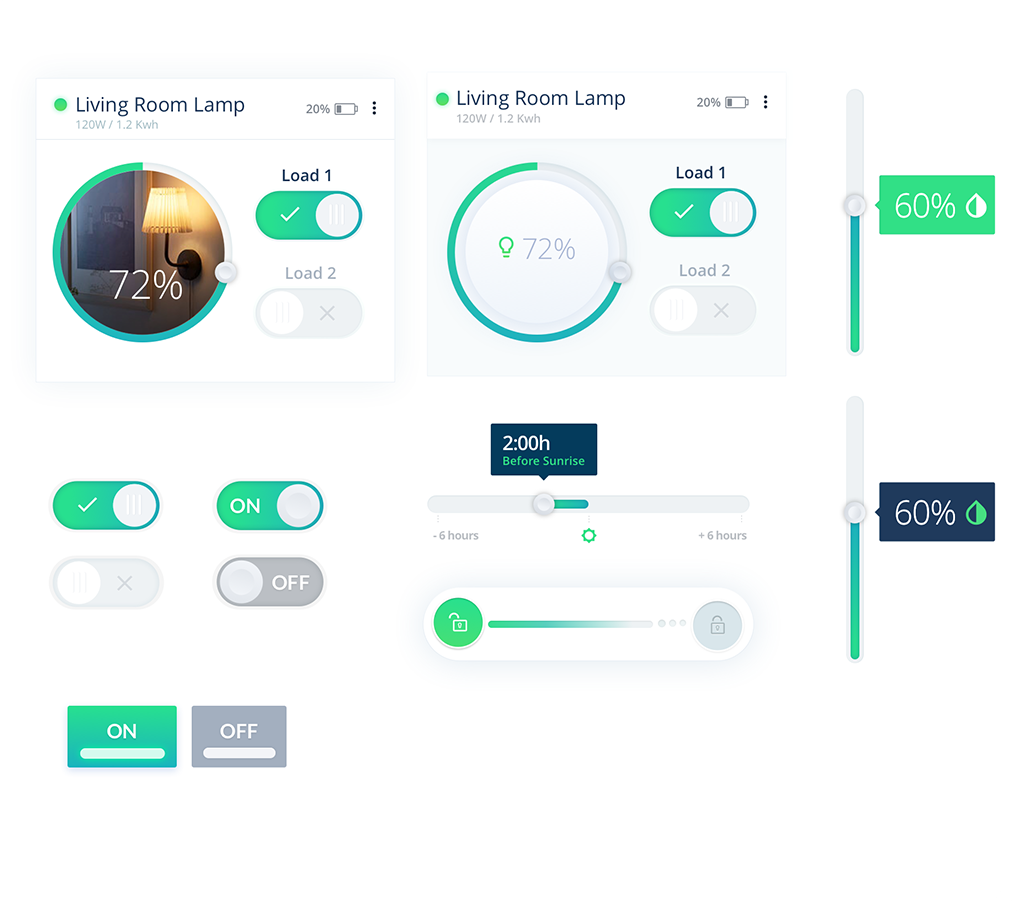 Living Room Lamp
20%
120W / 1.2 Kwh
Load 1
72%
Load 2
Living Room Lamp
20%
120W / 1.2 Kwh
Load 1
72%
Load 2
60%
2:00h
Before Sunrise
- 6 hours
+ 6 hours
60%
ON
OFF
ON
OFF